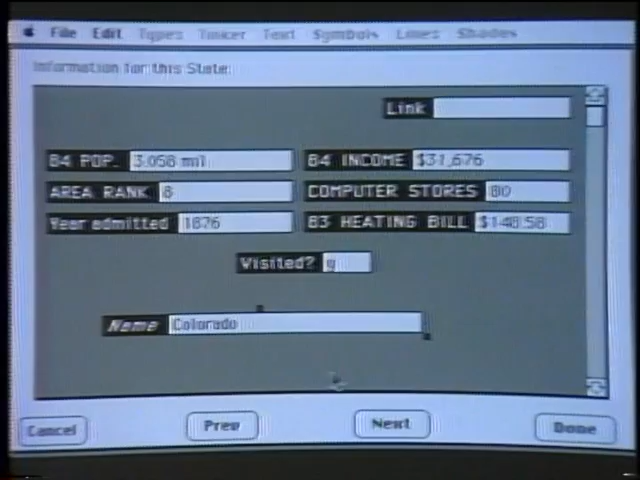 File Edit Types Tinker Text Symbols Lines Shades
Information for this State:
Link
84 POP. 3.058 mil 84 INCOME $31,676
AREA RANK 8 COMPUTER STORES 80
Year admitted 1876 83 HEATING BILL $148.58
Visited? y
Name Colorado
Cancel Prev Next Done